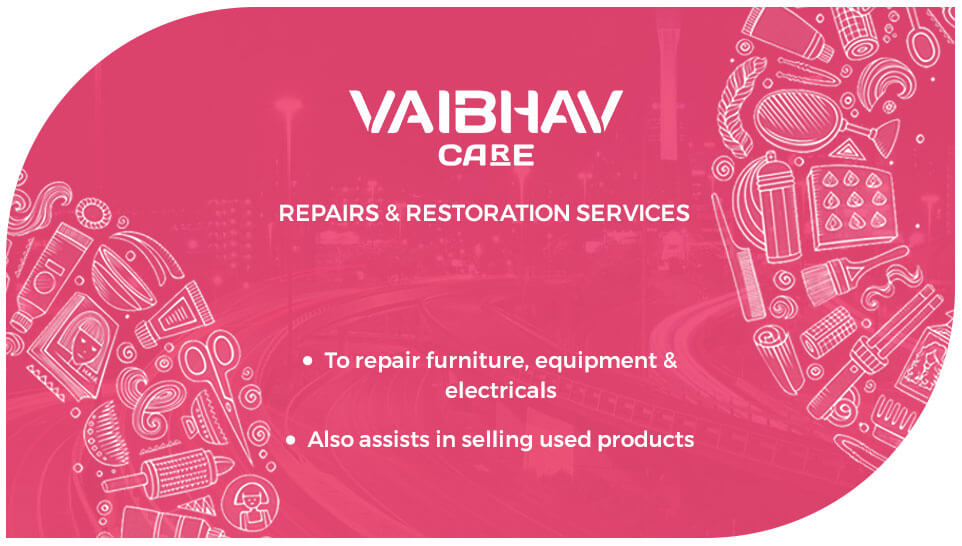 VAIBHAV
CARE
REPAIRS & RESTORATION SERVICES
• To repair furniture, equipment &
electricals
• Also assists in selling used products